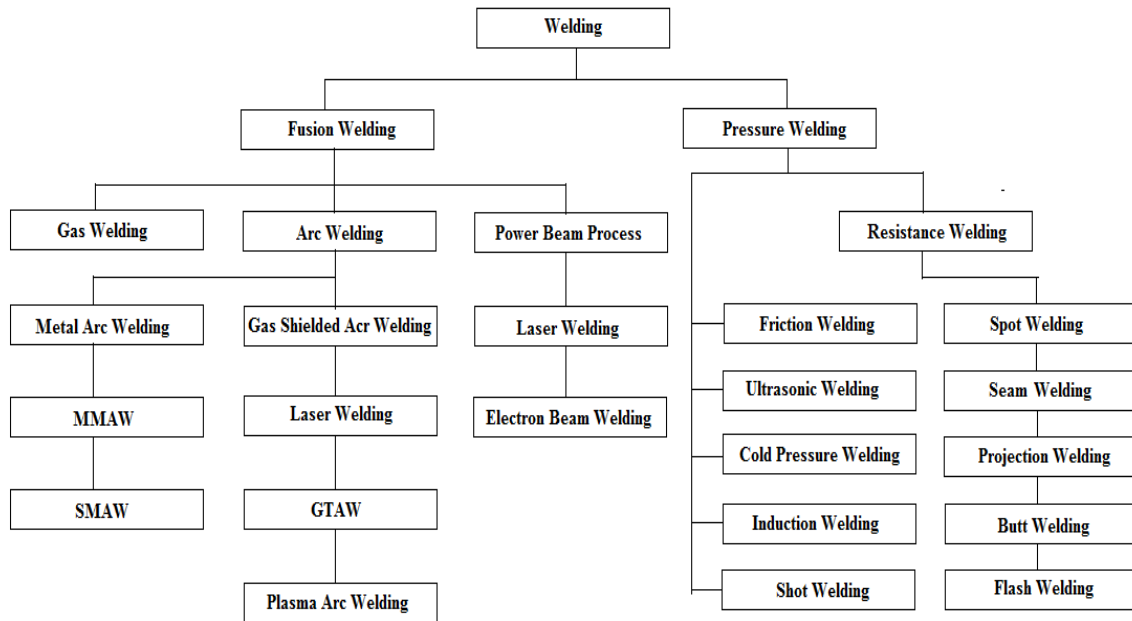 Welding
Fusion Welding
Pressure Welding
Gas Welding
Arc Welding
Power Beam Process
Resistance Welding
Metal Arc Welding
Gas Shielded Acr Welding
Laser Welding
Friction Welding
Spot Welding
Ultrasonic Welding
Seam Welding
MMAW
Laser Welding
Electron Beam Welding
Cold Pressure Welding
Projection Welding
SMAW
GTAW
Induction Welding
Butt Welding
Plasma Arc Welding
Shot Welding
Flash Welding